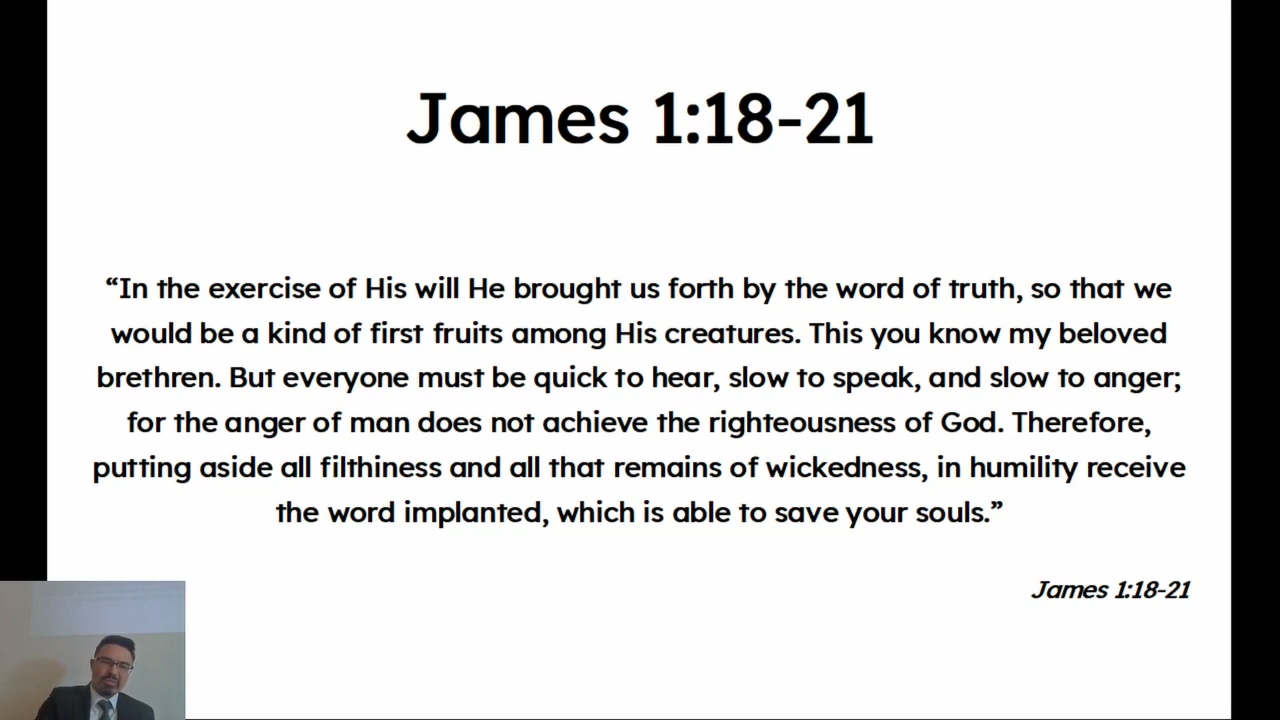 James 1:18-21
“In the exercise of His will He brought us forth by the word of truth, so that we
would be a kind of first fruits among His creatures. This you know my beloved
brethren. But everyone must be quick to hear, slow to speak, and slow to anger;
for the anger of man does not achieve the righteousness of God. Therefore,
putting aside all filthiness and all that remains of wickedness, in humility receive
the word implanted, which is able to save your souls.”
James 1:18-21